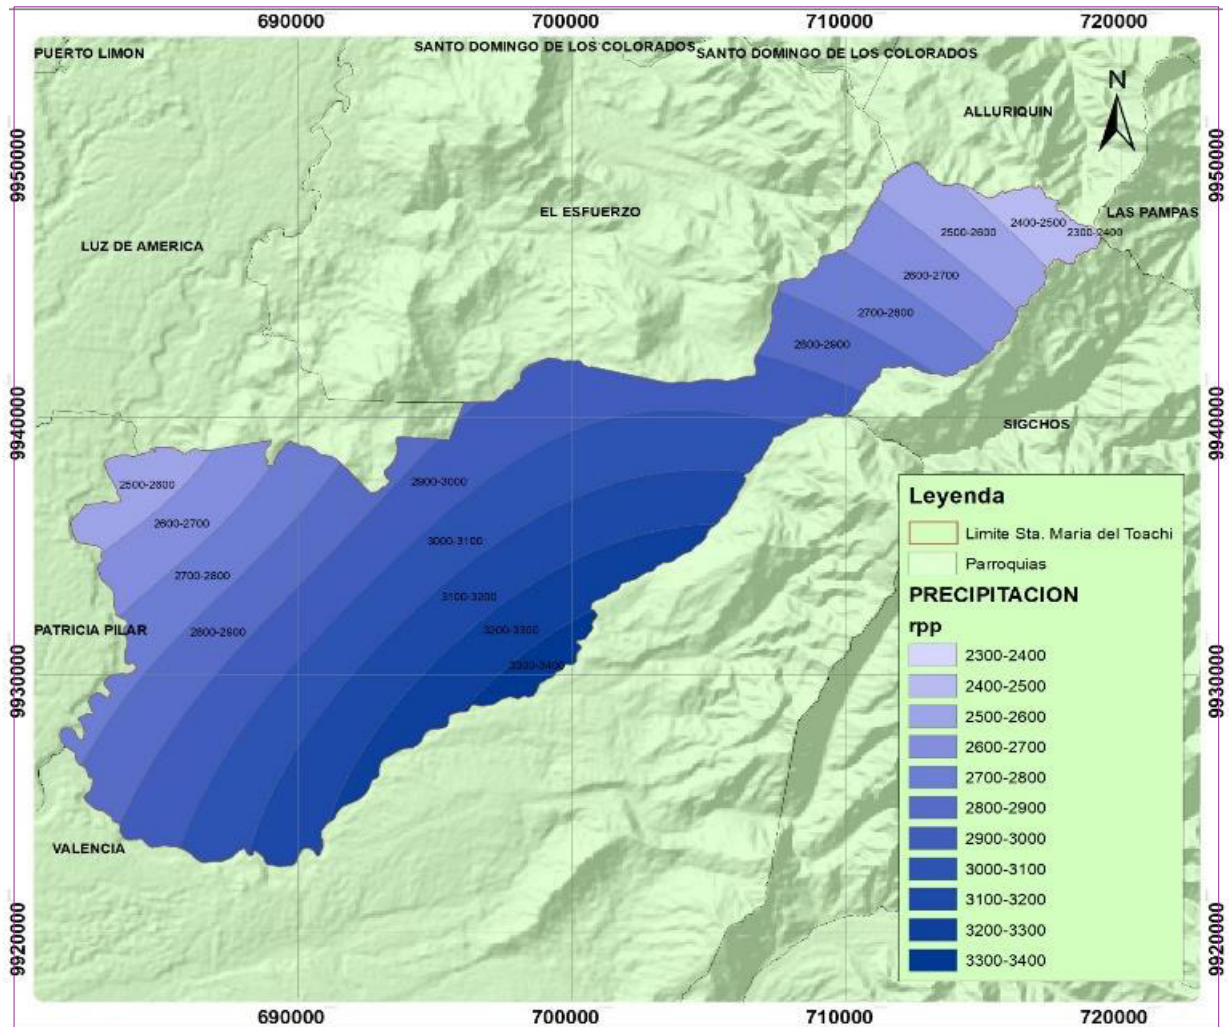 690000 700000 710000 720000
PUERTO LIMON
SANTO DOMINGO DE LOS COLORADOS
SANTO DOMINGO DE LOS COLORADOS
N
ALLURIQUIN
9950000
9950000
EL ESFUERZO
LAS PAMPAS
LUZ DE AMERICA
2400-2500
2500-2600
2300-2400
2600-2700
2700-2800
2800-2900
9940000
9940000
SIGCHOS
2500-2600
2900-3000
2600-2700
3000-3100
2700-2800
3100-3200
PATRICIA PILAR
2800-2900
3200-3300
3300-3400
9930000
9930000
VALENCIA
9920000
9920000
Leyenda
Limite Sta. Maria del Toachi
Parroquias
PRECIPITACION
rpp
2300-2400
2400-2500
2500-2600
2600-2700
2700-2800
2800-2900
2900-3000
3000-3100
3100-3200
3200-3300
3300-3400
690000 700000 710000 720000